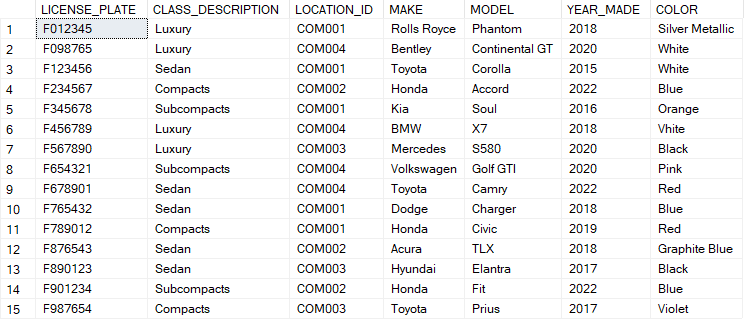 LICENSE_PLATE CLASS_DESCRIPTION LOCATION_ID MAKE MODEL YEAR_MADE COLOR
1 F012345 Luxury COM001 Rolls Royce Phantom 2018 Silver Metallic
2 F098765 Luxury COM004 Bentley Continental GT 2020 White
3 F123456 Sedan COM001 Toyota Corolla 2015 White
4 F234567 Compacts COM002 Honda Accord 2022 Blue
5 F345678 Subcompacts COM001 Kia Soul 2016 Orange
6 F456789 Luxury COM004 BMW X7 2018 Vhite
7 F567890 Luxury COM003 Mercedes S580 2020 Black
8 F654321 Subcompacts COM004 Volkswagen Golf GTI 2020 Pink
9 F678901 Sedan COM004 Toyota Camry 2022 Red
10 F765432 Sedan COM001 Dodge Charger 2018 Blue
11 F789012 Compacts COM001 Honda Civic 2019 Red
12 F876543 Sedan COM002 Acura TLX 2018 Graphite Blue
13 F890123 Sedan COM003 Hyundai Elantra 2017 Black
14 F901234 Subcompacts COM002 Honda Fit 2022 Blue
15 F987654 Compacts COM003 Toyota Prius 2017 Violet